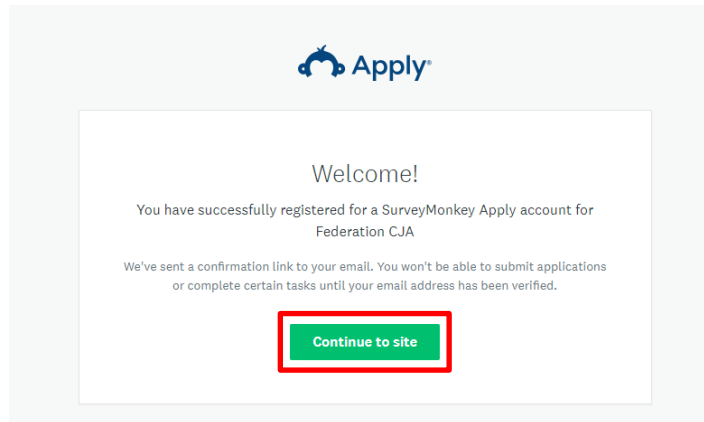 Apply®
Welcome!
You have successfully registered for a SurveyMonkey Apply account for
Federation CJA
We've sent a confirmation link to your email. You won't be able to submit applications
or complete certain tasks until your email address has been verified.
Continue to site